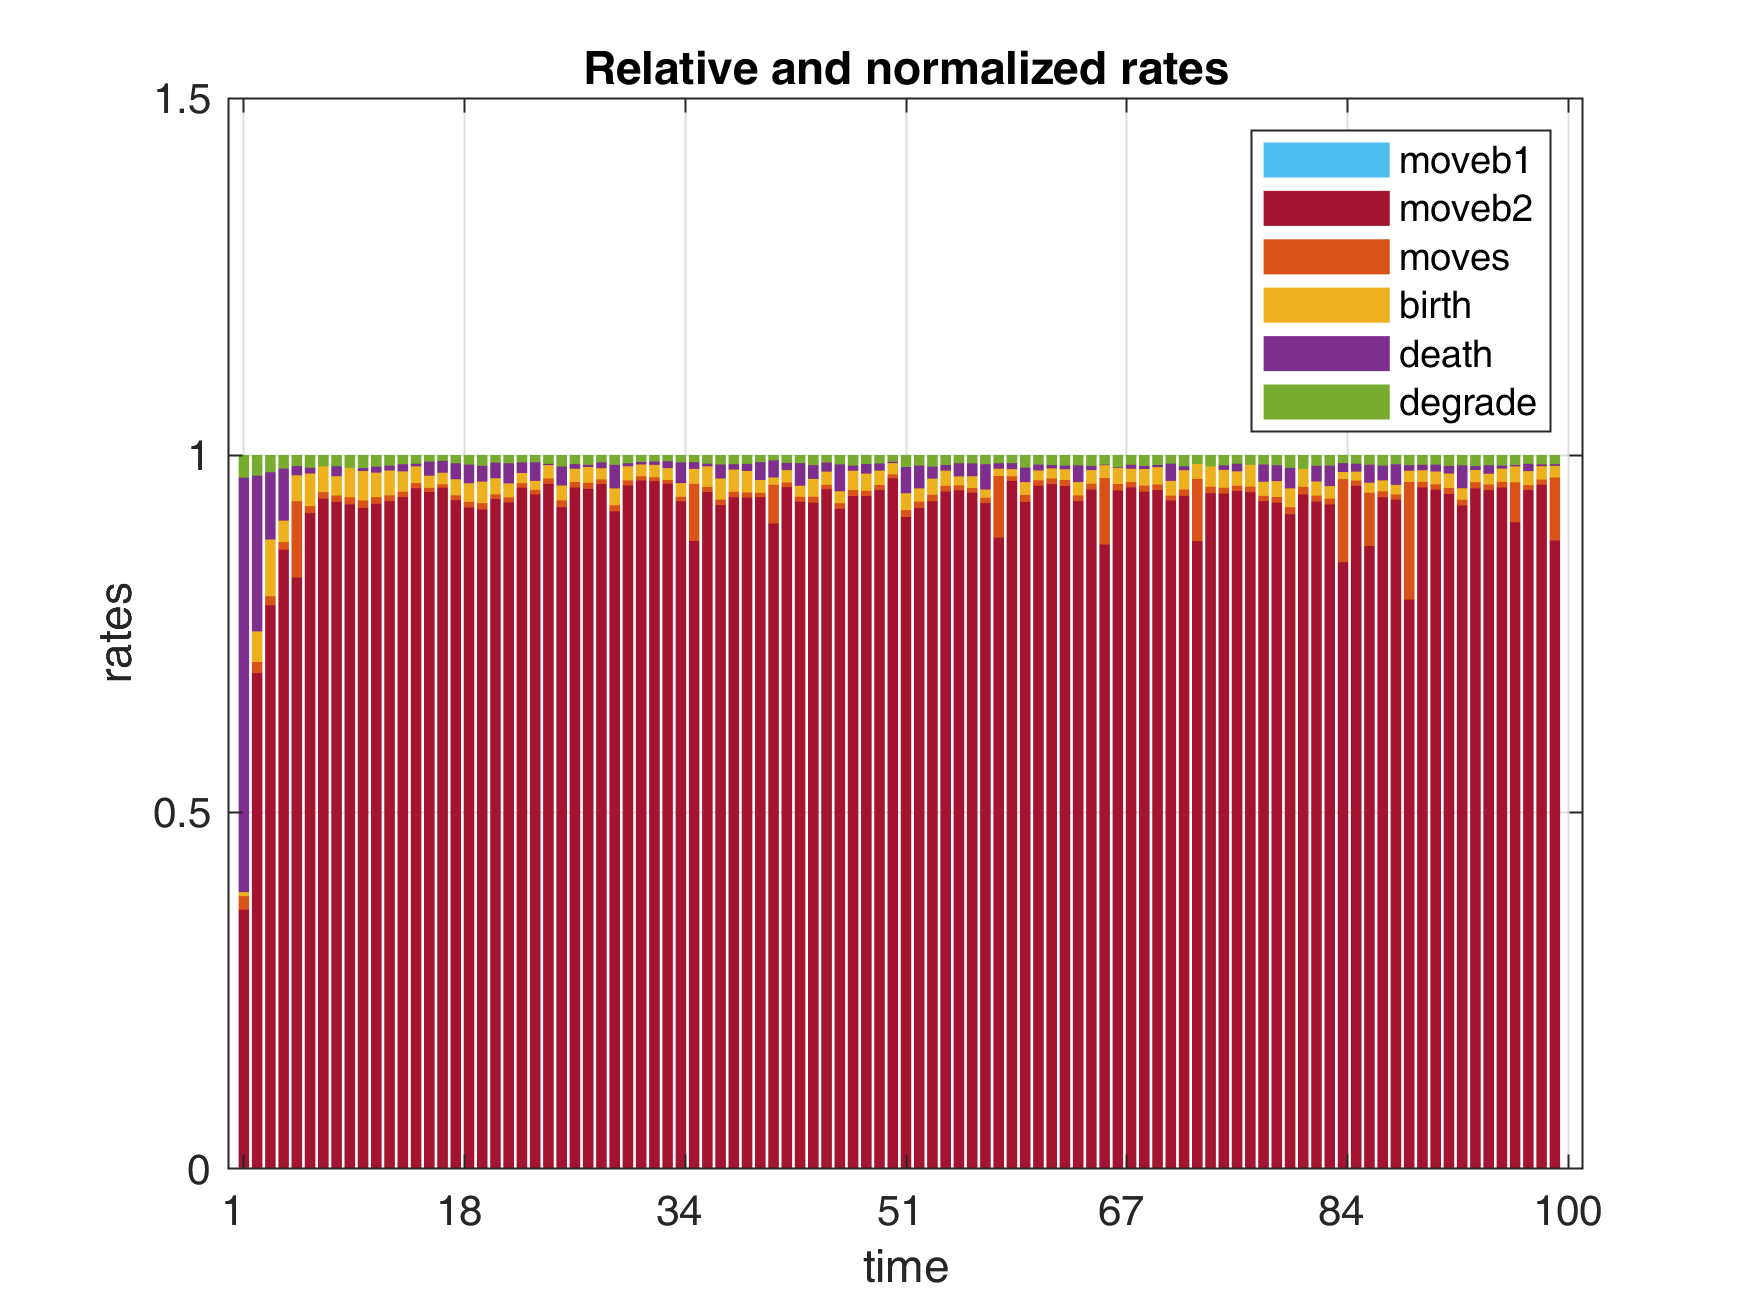 Relative and normalized rates
1.5
1
0.5
0
rates
moveb1
moveb2
moves
birth
death
degrade
1 18 34 51 67 84 100
time